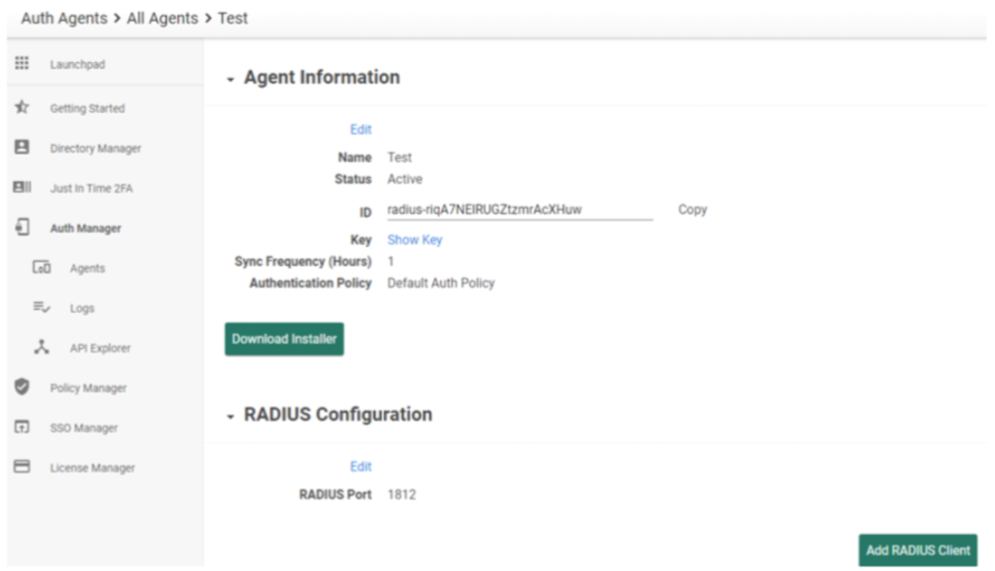 Auth Agents > All Agents > Test
Launchpad
Getting Started
Directory Manager
Just In Time 2FA
Auth Manager
Agents
Logs
API Explorer
Policy Manager
SSO Manager
License Manager
Agent Information
Edit
Name Test
Status Active
ID radius-riqA7NEIRUGZtzmrAcXHuw Copy
Key Show Key
Sync Frequency (Hours) 1
Authentication Policy Default Auth Policy
Download Installer
RADIUS Configuration
Edit
RADIUS Port 1812
Add RADIUS Client